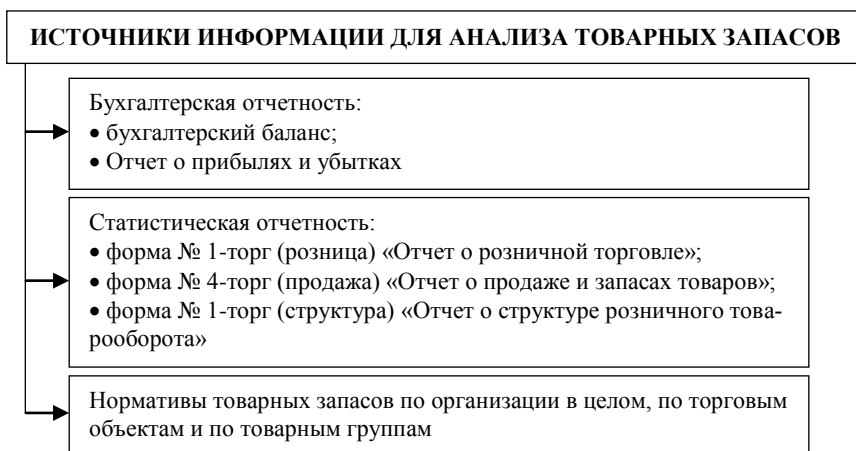 ИСТОЧНИКИ ИНФОРМАЦИИ ДЛЯ АНАЛИЗА ТОВАРНЫХ ЗАПАСОВ
Бухгалтерская отчетность:
• бухгалтерский баланс;
• Отчет о прибылях и убытках
Статистическая отчетность:
• форма № 1-торг (розница) «Отчет о розничной торговле»;
• форма № 4-торг (продажа) «Отчет о продаже и запасах товаров»;
• форма № 1-торг (структура) «Отчет о структуре розничного това-
рооборота»
Нормативы товарных запасов по организации в целом, по торговым
объектам и по товарным группам